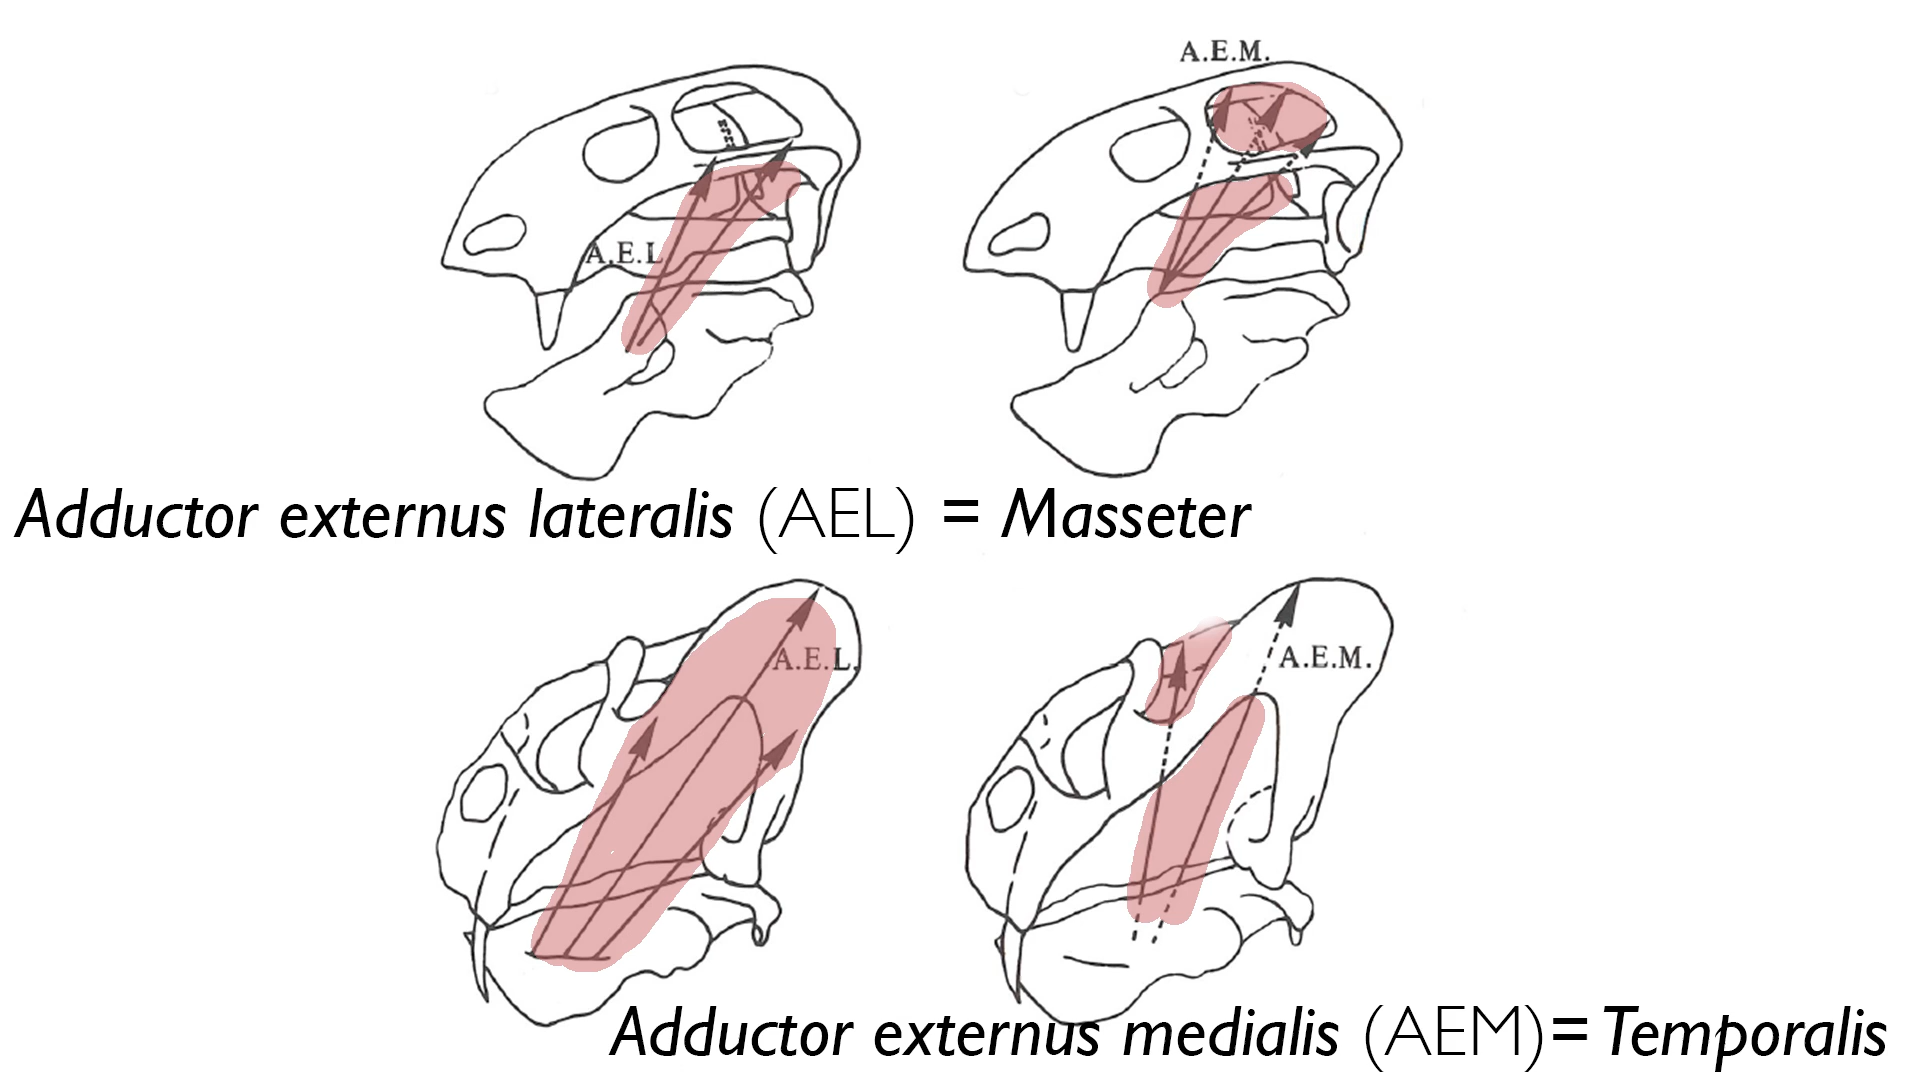 A.E.M.
A.E.L
Adductor externus lateralis (AEL) = Masseter
A.E.L.
A.E.M.
Adductor externus medialis (AEM)= Temporalis